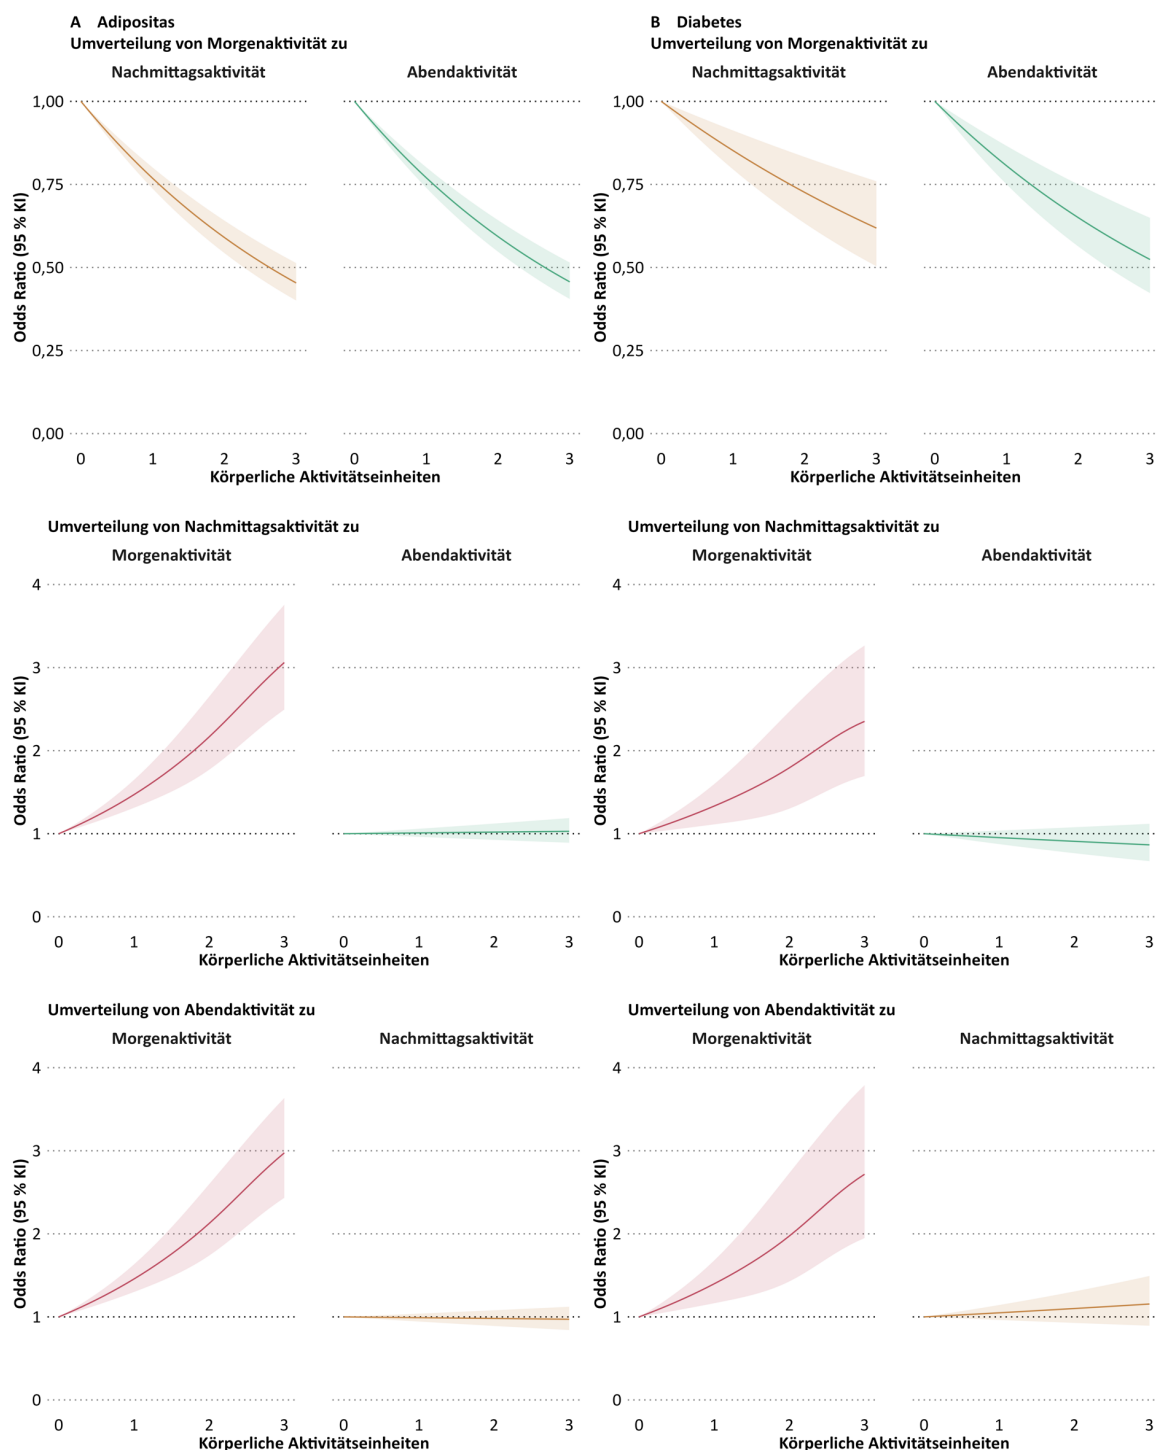 A Adipositas
Umverteilung von Morgenaktivität zu
Nachmittagsaktivität Abendaktivität
1,00
0,75
0,50
0,25
0,00
Odds Ratio (95 % KI)
0 1 2 3 0 1 2 3
Körperliche Aktivitätseinheiten
B Diabetes
Umverteilung von Morgenaktivität zu
Nachmittagsaktivität Abendaktivität
1,00
0,75
0,50
0,25
0,00
Odds Ratio (95 % KI)
0 1 2 3 0 1 2 3
Körperliche Aktivitätseinheiten
Umverteilung von Nachmittagsaktivität zu
Morgenaktivität Abendaktivität
4
3
2
1
0
Odds Ratio (95 % KI)
0 1 2 3 0 1 2 3
Körperliche Aktivitätseinheiten
Umverteilung von Nachmittagsaktivität zu
Morgenaktivität Abendaktivität
4
3
2
1
0
Odds Ratio (95 % KI)
0 1 2 3 0 1 2 3
Körperliche Aktivitätseinheiten
Umverteilung von Abendaktivität zu
Morgenaktivität Nachmittagsaktivität
4
3
2
1
0
Odds Ratio (95 % KI)
0 1 2 3 0 1 2 3
Körperliche Aktivitätseinheiten
Umverteilung von Abendaktivität zu
Morgenaktivität Nachmittagsaktivität
4
3
2
1
0
Odds Ratio (95 % KI)
0 1 2 3 0 1 2 3
Körperliche Aktivitätseinheiten